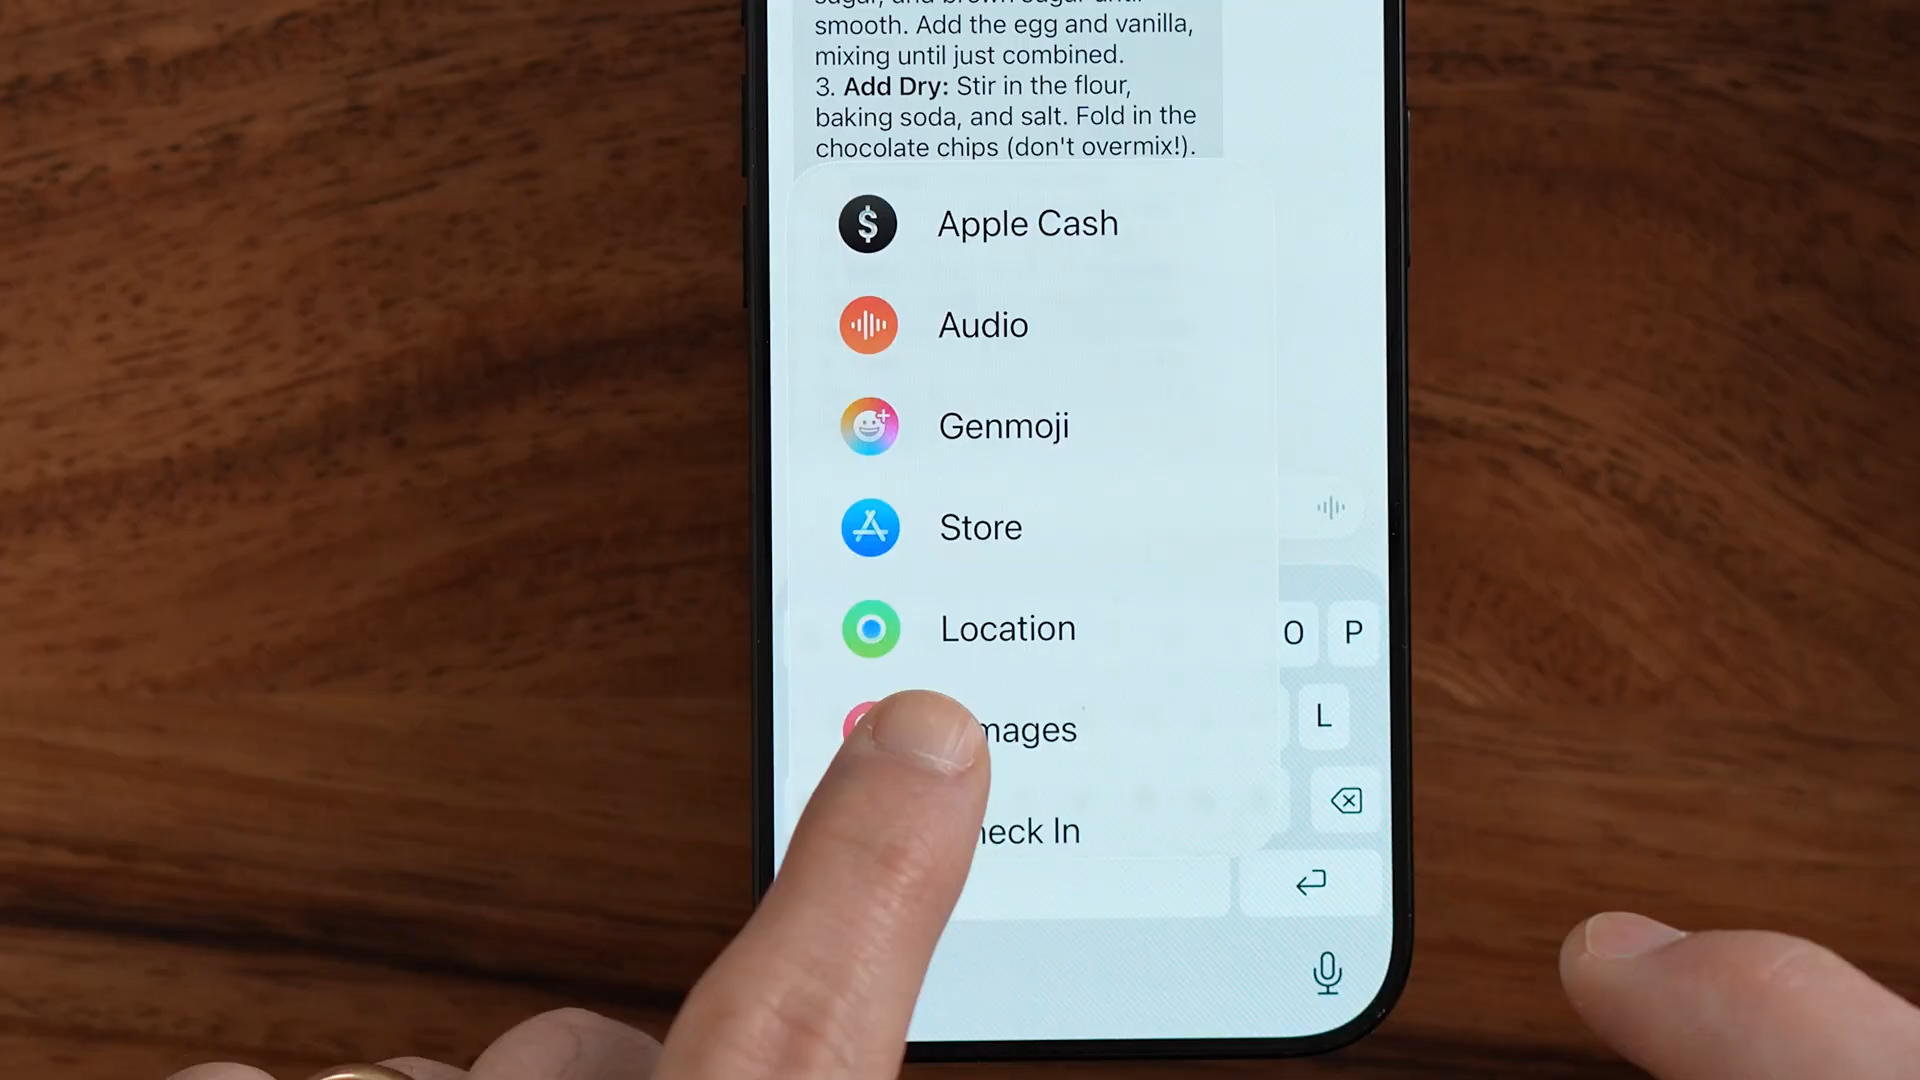 smooth. Add the egg and vanilla,
mixing until just combined.
3. Add Dry: Stir in the flour,
baking soda, and salt. Fold in the
chocolate chips (don't overmix!).
$ Apple Cash
Audio
Genmoji
Store
Location
mages
heck In
O P
L